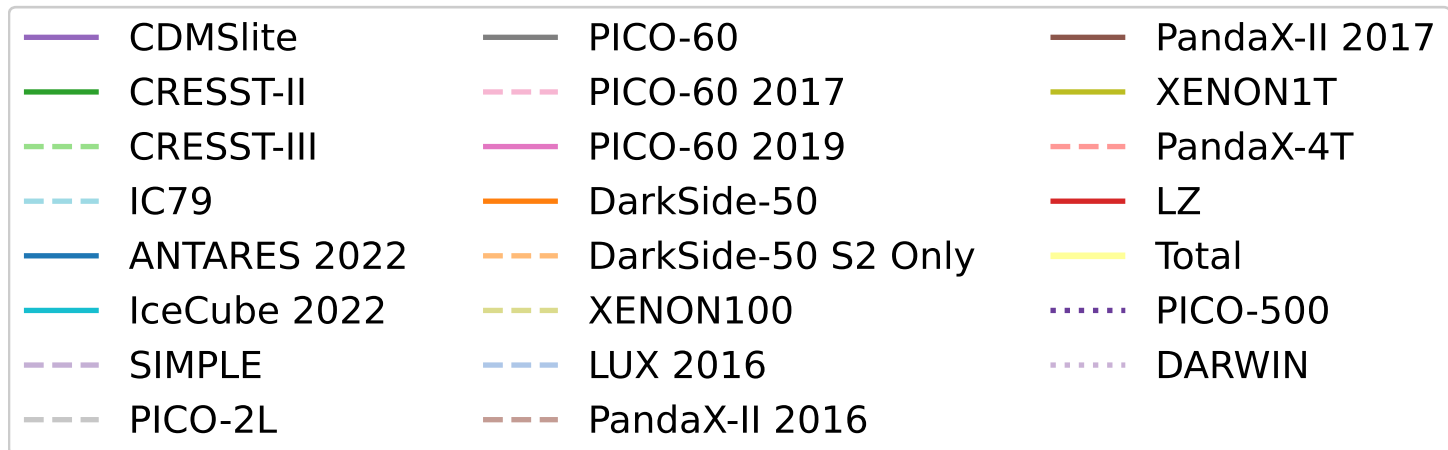 CDMSlite
CRESST-II
CRESST-III
IC79
ANTARES 2022
IceCube 2022
SIMPLE
PICO-2L
PICO-60
PICO-60 2017
PICO-60 2019
DarkSide-50
DarkSide-50 S2 Only
XENON100
LUX 2016
PandaX-II 2016
PandaX-II 2017
XENON1T
PandaX-4T
LZ
Total
PICO-500
DARWIN